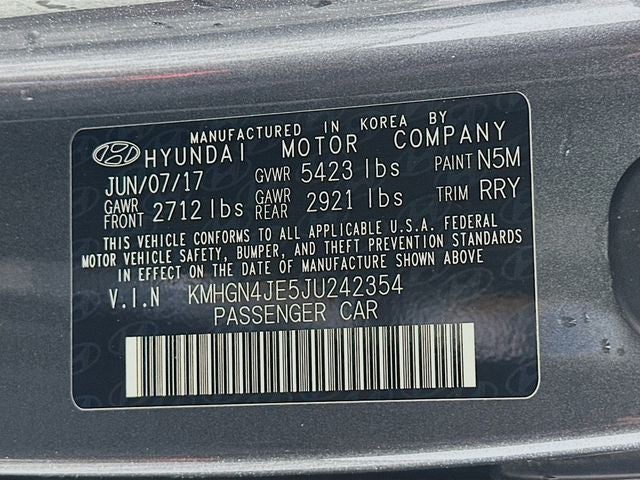 MANUFACTURED IN KOREA BY
HYUNDAI MOTOR COMPANY
JUN/07/17 GVWR 5423 lbs PAINT N5M
GAWR FRONT 2712 lbs GAWR REAR 2921 lbs TRIM RRY
THIS VEHICLE CONFORMS TO ALL APPLICABLE U.S.A. FEDERAL
MOTOR VEHICLE SAFETY, BUMPER, AND THEFT PREVENTION STANDARDS
IN EFFECT ON THE DATE OF MANUFACTURE SHOWN ABOVE
V.I.N KMHGN4JE5JU242354
PASSENGER CAR